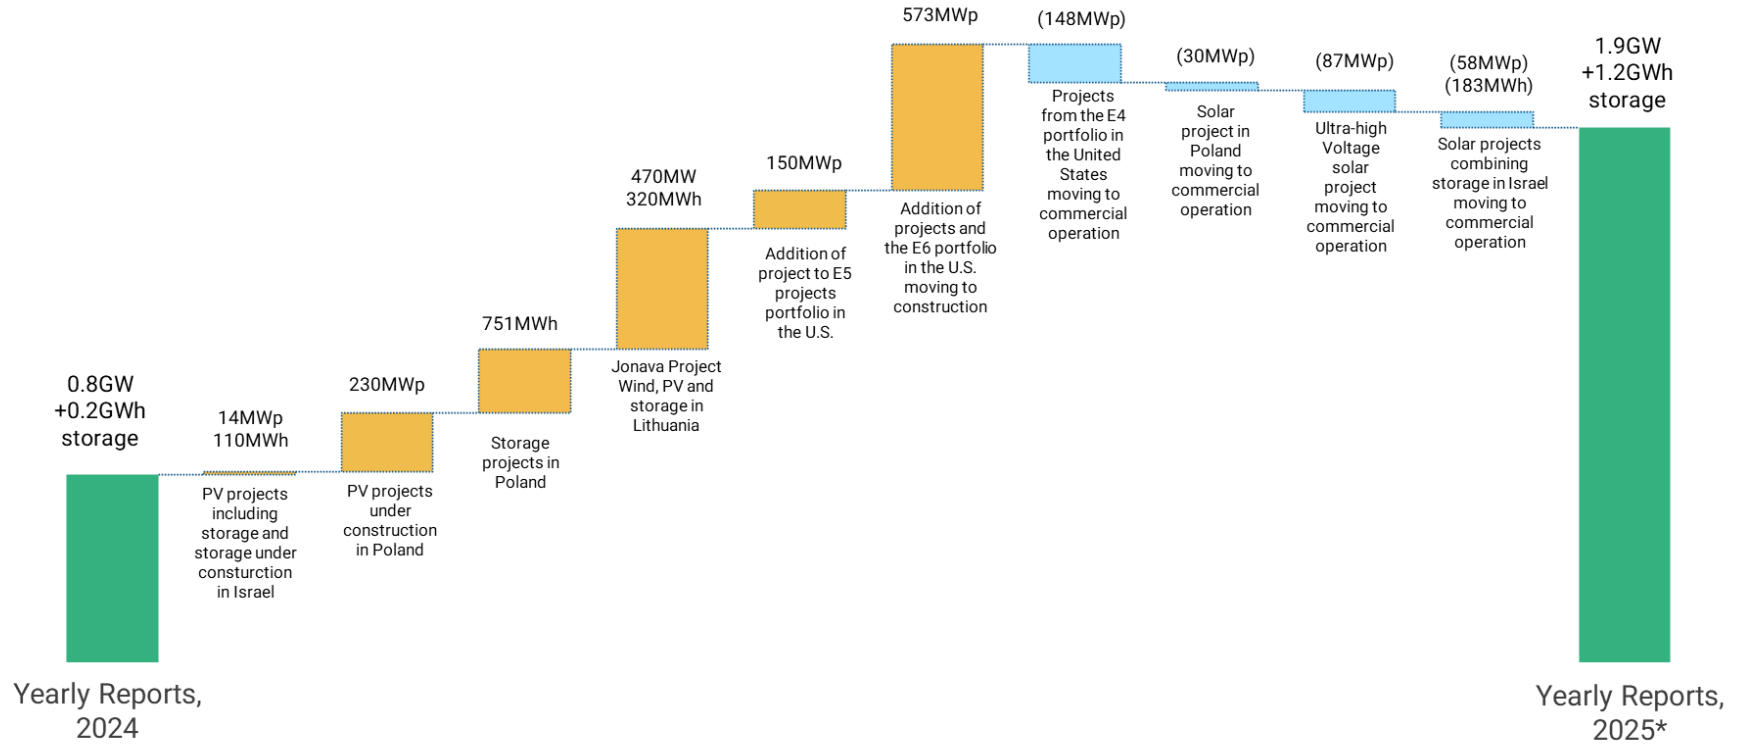 0.8GW
+0.2GWh
storage
Yearly Reports,
2024
14MWp
110MWh
PV projects
including
storage and
storage under
consturction
in Israel
230MWp
PV projects
under
construction
in Poland
751MWh
Storage
projects in
Poland
470MW
320MWh
Jonava Project
Wind, PV and
storage in
Lithuania
150MWp
Addition of
project to E5
projects
portfolio in
the U.S.
573MWp
Addition of
projects and
the E6 portfolio
in the U.S.
moving to
construction
(148MWp)
Projects
from the E4
portfolio in
the United
States
moving to
commercial
operation
(30MWp)
Solar
project in
Poland
moving to
commercial
operation
(87MWp)
Ultra-high
Voltage
solar
project
moving to
commercial
operation
(58MWp)
(183MWh)
Solar projects
combining
storage in Israel
moving to
commercial
operation
1.9GW
+1.2GWh
storage
Yearly Reports,
2025*